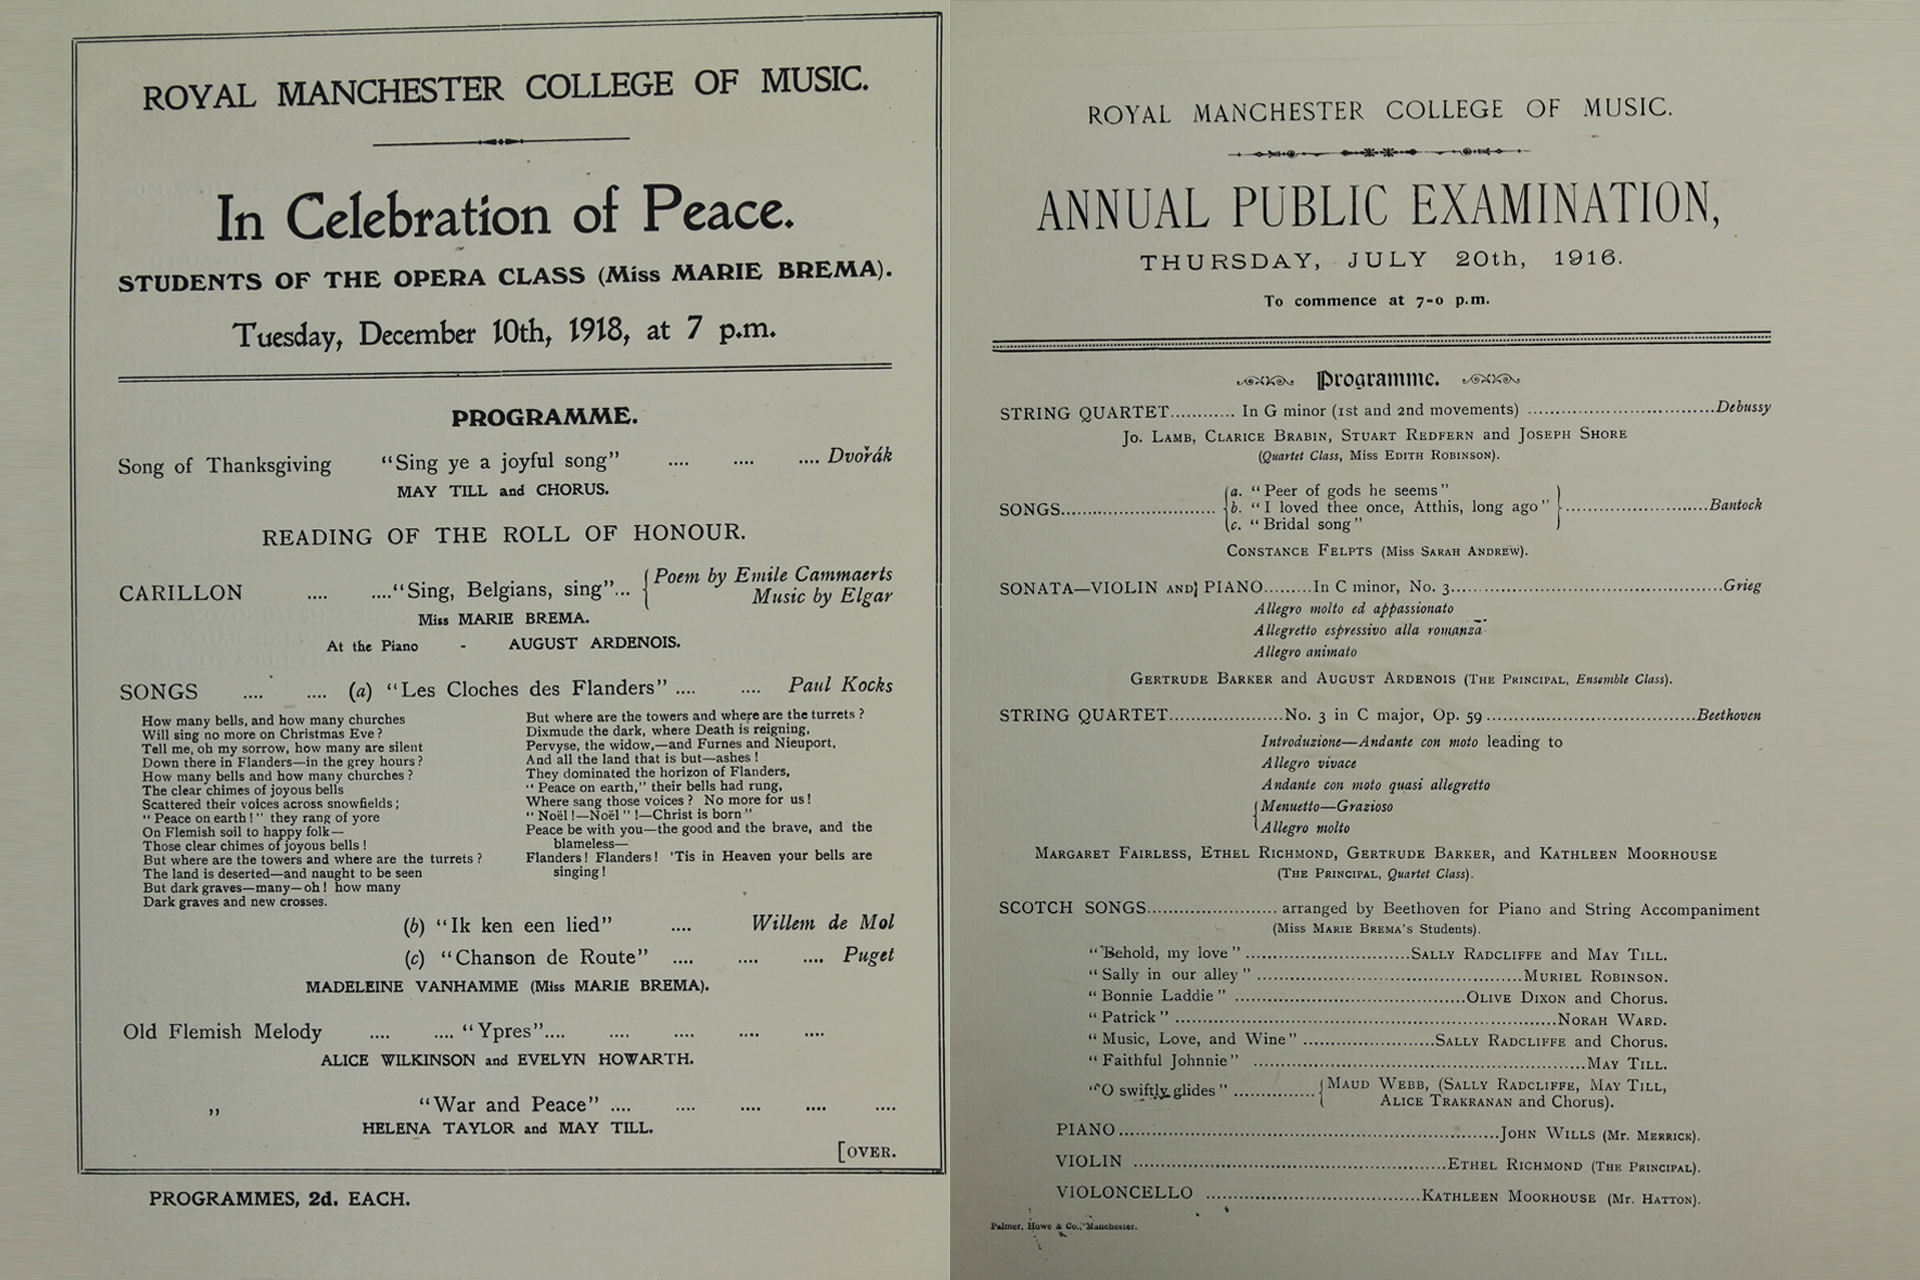 ROYAL MANCHESTER COLLEGE OF MUSIC.
In Celebration of Peace.
STUDENTS OF THE OPERA CLASS (Miss MARIE BREMA).
Tuesday, December 10th, 1918, at 7 p.m.
PROGRAMME.
Song of Thanksgiving "Sing ye a joyful song" .... .... .... Dvořák
MAY TILL and CHORUS.
READING OF THE ROLL OF HONOUR.
CARILLON .... ...."Sing, Belgians, sing"... { Poem by Emile Cammaerts
Music by Elgar
Miss MARIE BREMA.
At the Piano - AUGUST ARDENOIS.
SONGS .... .... (a) "Les Cloches des Flanders" .... .... Paul Kocks
How many bells, and how many churches
Will sing no more on Christmas Eve?
Tell me, oh my sorrow, how many are silent
Down there in Flanders—in the grey hours?
How many bells and how many churches?
The clear chimes of joyous bells
Scattered their voices across snowfields;
"Peace on earth!" they rang of yore
On Flemish soil to happy folk—
Those clear chimes of joyous bells!
But where are the towers and where are the turrets?
The land is deserted—and naught to be seen
But dark graves—many—oh! how many
Dark graves and new crosses.
But where are the towers and where are the turrets?
Dixmude the dark, where Death is reigning,
Pervyse, the widow,—and Furnes and Nieuport,
And all the land that is but—ashes!
They dominated the horizon of Flanders,
"Peace on earth," their bells had rung,
Where sang those voices? No more for us!
"Noël!—Noël"!—Christ is born"
Peace be with you—the good and the brave, and the
blameless—
Flanders! Flanders! 'Tis in Heaven your bells are
singing!
(b) "Ik ken een lied" .... Willem de Mol
(c) "Chanson de Route" .... .... .... Puget
MADELEINE VANHAMME (Miss MARIE BREMA).
Old Flemish Melody .... .... "Ypres".... .... .... .... ....
ALICE WILKINSON and EVELYN HOWARTH.
,, "War and Peace" .... .... .... .... ....
HELENA TAYLOR and MAY TILL.
[OVER.
PROGRAMMES, 2d. EACH.
ROYAL MANCHESTER COLLEGE OF MUSIC.
ANNUAL PUBLIC EXAMINATION,
THURSDAY, JULY 20th, 1916.
To commence at 7-0 p.m.
Programme.
STRING QUARTET............ In G minor (1st and 2nd movements) ..................................Debussy
Jo. LAMB, CLARICE BRABIN, STUART REDFERN and JOSEPH SHORE
(Quartet Class, Miss EDITH ROBINSON).
SONGS............................ { a. "Peer of gods he seems"
b. "I loved thee once, Atthis, long ago" } ..........................Bantock
c. "Bridal song"
CONSTANCE FELPTS (Miss SARAH ANDREW).
SONATA—VIOLIN AND PIANO.........In C minor, No. 3................................................Grieg
Allegro molto ed appassionato
Allegretto espressivo alla romanza
Allegro animato
GERTRUDE BARKER and AUGUST ARDENOIS (THE PRINCIPAL, Ensemble Class).
STRING QUARTET....................No. 3 in C major, Op. 59......................................Beethoven
Introduzione—Andante con moto leading to
Allegro vivace
Andante con moto quasi allegretto
{ Menuetto—Grazioso
Allegro molto
MARGARET FAIRLESS, ETHEL RICHMOND, GERTRUDE BARKER, and KATHLEEN MOORHOUSE
(THE PRINCIPAL, Quartet Class).
SCOTCH SONGS........................ arranged by Beethoven for Piano and String Accompaniment
(Miss MARIE BREMA'S Students).
"Behold, my love"..............................SALLY RADCLIFFE and MAY TILL.
"Sally in our alley"................................................MURIEL ROBINSON.
"Bonnie Laddie"..........................................OLIVE DIXON and Chorus.
"Patrick"......................................................................NORAH WARD.
"Music, Love, and Wine"........................SALLY RADCLIFFE and Chorus.
"Faithful Johnnie"............................................................MAY TILL.
"O swiftly glides"...............{ MAUD WEBB, (SALLY RADCLIFFE, MAY TILL,
ALICE TRAKRANAN and Chorus).
PIANO......................................................................JOHN WILLS (Mr. MERRICK).
VIOLIN..........................................................ETHEL RICHMOND (THE PRINCIPAL).
VIOLONCELLO........................................KATHLEEN MOORHOUSE (Mr. HATTON).
Palmer, Howe & Co., Manchester.